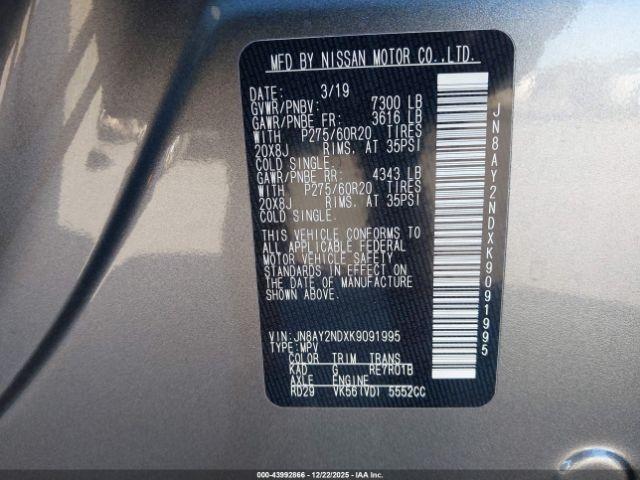 MFD BY NISSAN MOTOR CO.,LTD.
DATE: 3/19
GVWR/PNBV: 7300 LB
GAWR/PNBE FR: 3616 LB
WITH P275/60R20 TIRES
20X8J RIMS, AT 35PSI
COLD SINGLE.
GAWR/PNBE RR: 4343 LB
WITH P275/60R20 TIRES
20X8J RIMS, AT 35PSI
COLD SINGLE.
THIS VEHICLE CONFORMS TO
ALL APPLICABLE FEDERAL
MOTOR VEHICLE SAFETY
STANDARDS IN EFFECT ON
THE DATE OF MANUFACTURE
SHOWN ABOVE.
VIN: JN8AY2NDXK9091995
TYPE: MPV
COLOR TRIM TRANS
KAD G RE7R01B
AXLE ENGINE
RD29 VK56(VD) 5552CC
JN8AY2NDXK9091995
© - 43992866 - 12/22/2025 - IAAI.COM